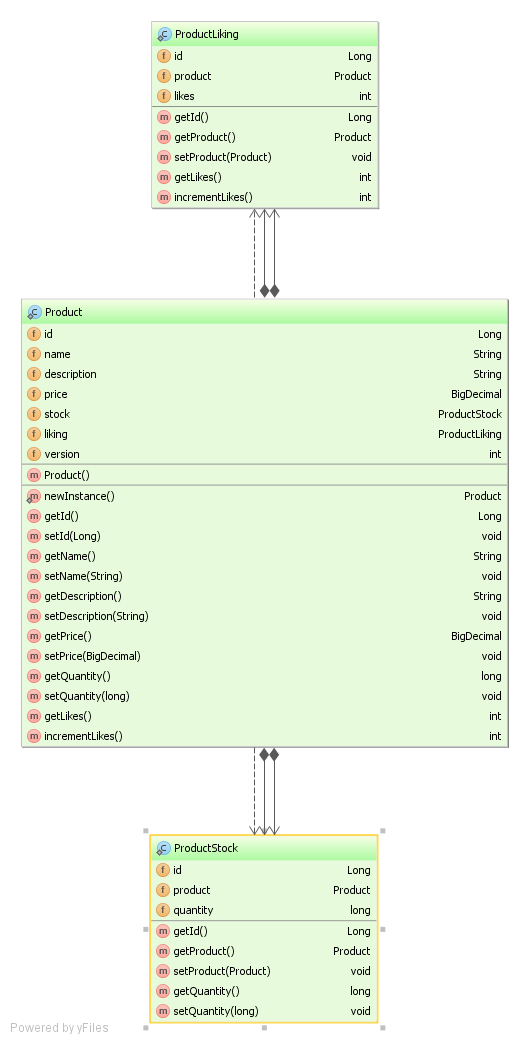 ProductLiking
id Long
product Product
likes int
getId() Long
getProduct() Product
setProduct(Product) void
getLikes() int
incrementLikes() int
Product
id Long
name String
description String
price BigDecimal
stock ProductStock
liking ProductLiking
version int
Product()
newInstance() Product
getId() Long
setId(Long) void
getName() String
setName(String) void
getDescription() String
setDescription(String) void
getPrice() BigDecimal
setPrice(BigDecimal) void
getQuantity() long
setQuantity(long) void
getLikes() int
incrementLikes() int
ProductStock
id Long
product Product
quantity long
getId() Long
getProduct() Product
setProduct(Product) void
getQuantity() long
setQuantity(long) void
Powered by yFiles